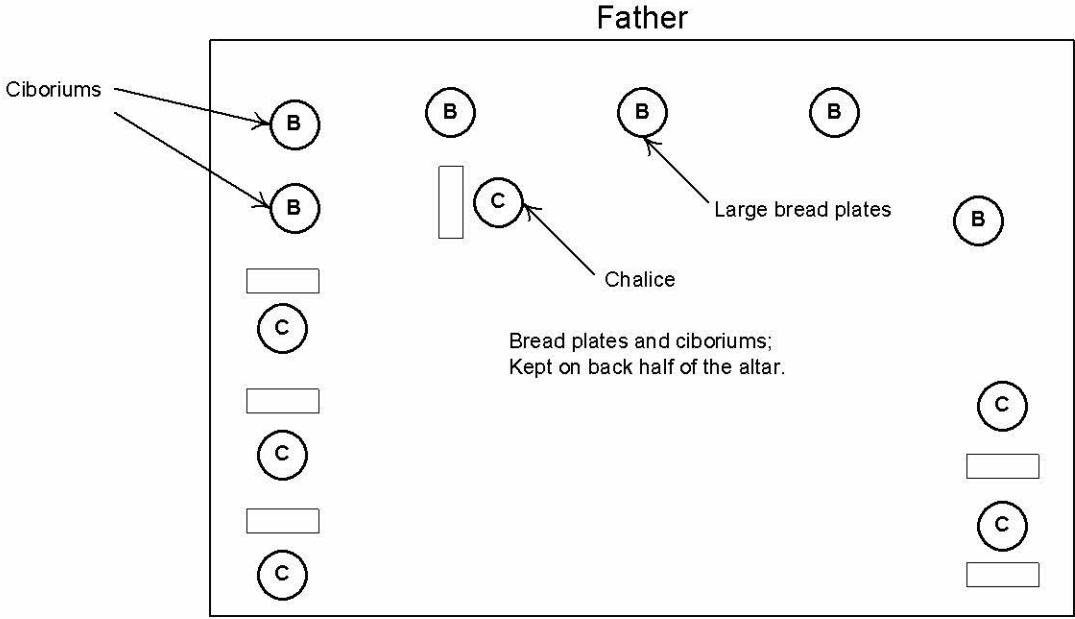 Father
Ciboriums
B
B
B
B
B
C
Large bread plates
B
Chalice
C
Bread plates and ciboriums;
Kept on back half of the altar.
C
C
C
C